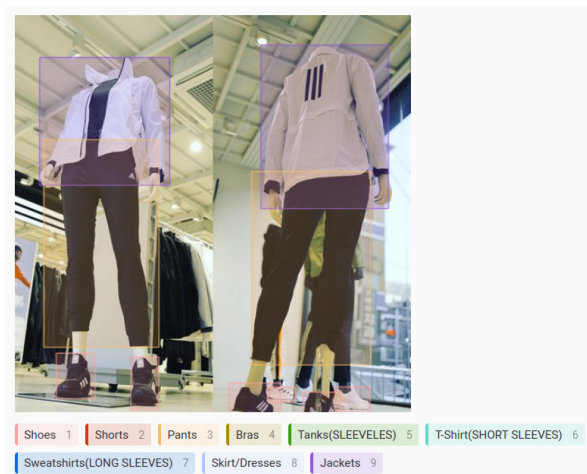 Shoes 1 Shorts 2 Pants 3 Bras 4 Tanks(SLEEVELES) 5 T-Shirt(SHORT SLEEVES) 6
Sweatshirts(LONG SLEEVES) 7 Skirt/Dresses 8 Jackets 9